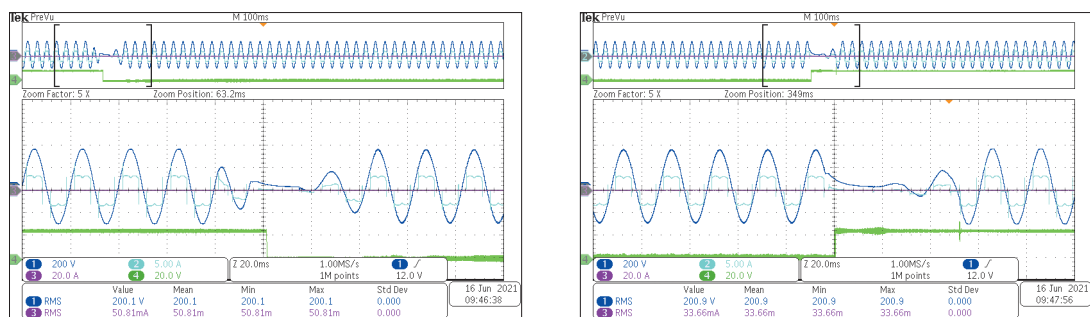 Tek PreVu
M 100ms
Zoom Factor: 5 X
Zoom Position: 63.2ms
1 200 V
2 5.00 A
3 20.0 A
4 20.0 V
Z 20.0ms
1.00MS/s
1M points
1
12.0 V
Value Mean Min Max Std Dev
1 RMS 200.1 V 200.1 200.1 200.1 0.000
3 RMS 50.81mA 50.81m 50.81m 50.81m 0.000
16 Jun 2021
09:46:38
Tek PreVu
M 100ms
2
4
Zoom Factor: 5 X
Zoom Position: 349ms
1 200 V
2 5.00 A
3 20.0 A
4 20.0 V
Z 20.0ms
1.00MS/s
1M points
1
12.0 V
Value Mean Min Max Std Dev
1 RMS 200.9 V 200.9 200.9 200.9 0.000
3 RMS 33.66mA 33.66m 33.66m 33.66m 0.000
16 Jun 2021
09:47:56